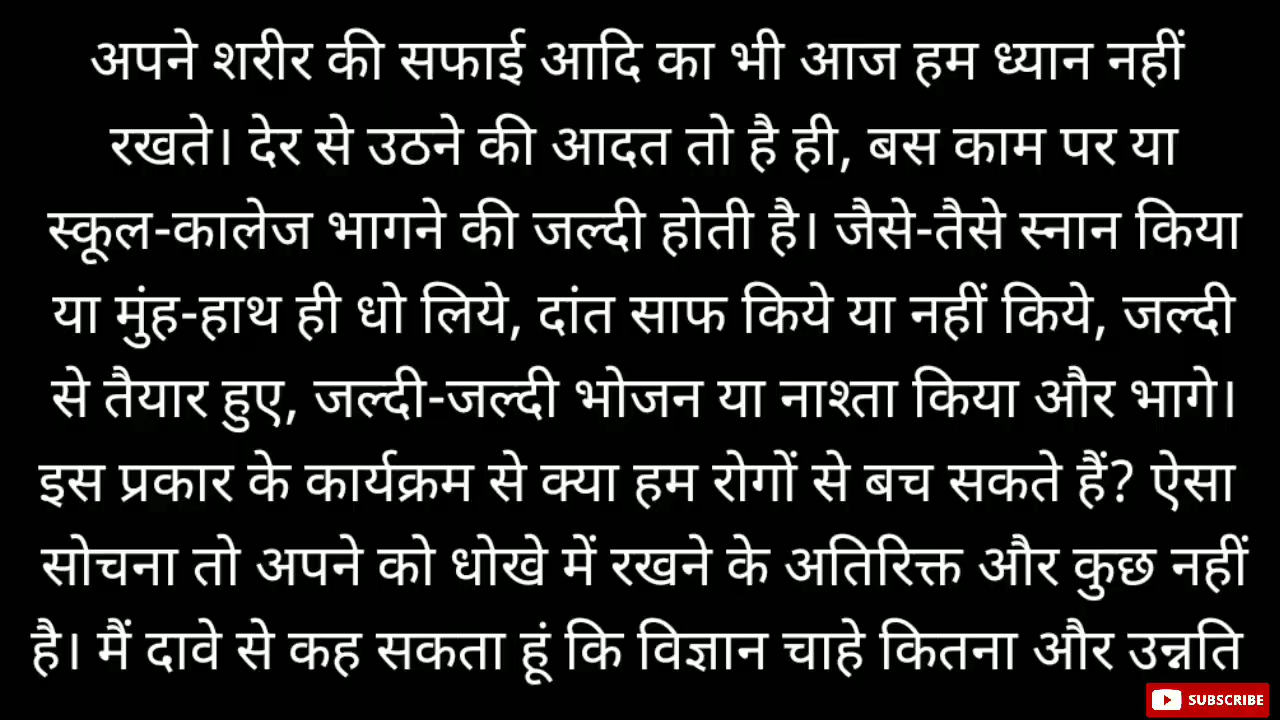 अपने शरीर की सफाई आदि का भी आज हम ध्यान नहीं
रखते। देर से उठने की आदत तो है ही, बस काम पर या
स्कूल-कालेज भागने की जल्दी होती है। जैसे-तैसे स्नान किया
या मुंह-हाथ ही धो लिये, दांत साफ किये या नहीं किये, जल्दी
से तैयार हुए, जल्दी-जल्दी भोजन या नाश्ता किया और भागे।
इस प्रकार के कार्यक्रम से क्या हम रोगों से बच सकते हैं? ऐसा
सोचना तो अपने को धोखे में रखने के अतिरिक्त और कुछ नहीं
है। मैं दावे से कह सकता हूं कि विज्ञान चाहे कितना और उन्नति
SUBSCRIBE